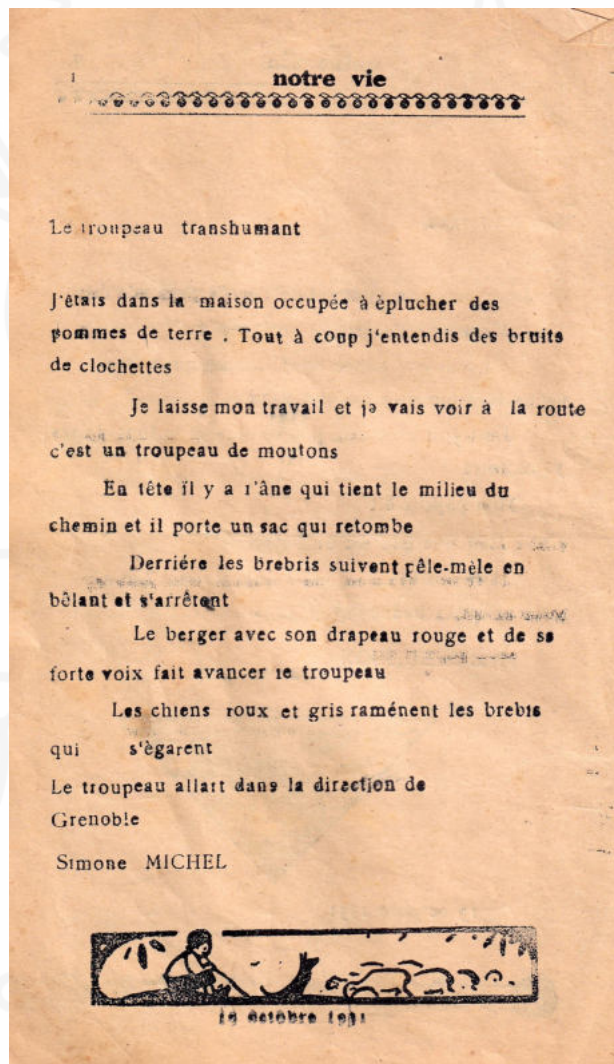 1
notre vie
Le troupeau transhumant
J'êtais dans la maison occupée à èplucher des
pommes de terre . Tout à coup j'entendis des bruits
de clochettes
Je laisse mon travail et je vais voir à la route
c'est un troupeau de moutons
En tête il y a l'âne qui tient le milieu du
chemin et il porte un sac qui retombe
Derriére les brebris suivent pêle-mèle en
bêlant et s'arrêtent
Le berger avec son drapeau rouge et de sa
forte voix fait avancer le troupeau
Les chiens roux et gris raménent les brebis
qui s'ègarent
Le troupeau allait dans la direction de
Grenoble
Simone MICHEL
octobre